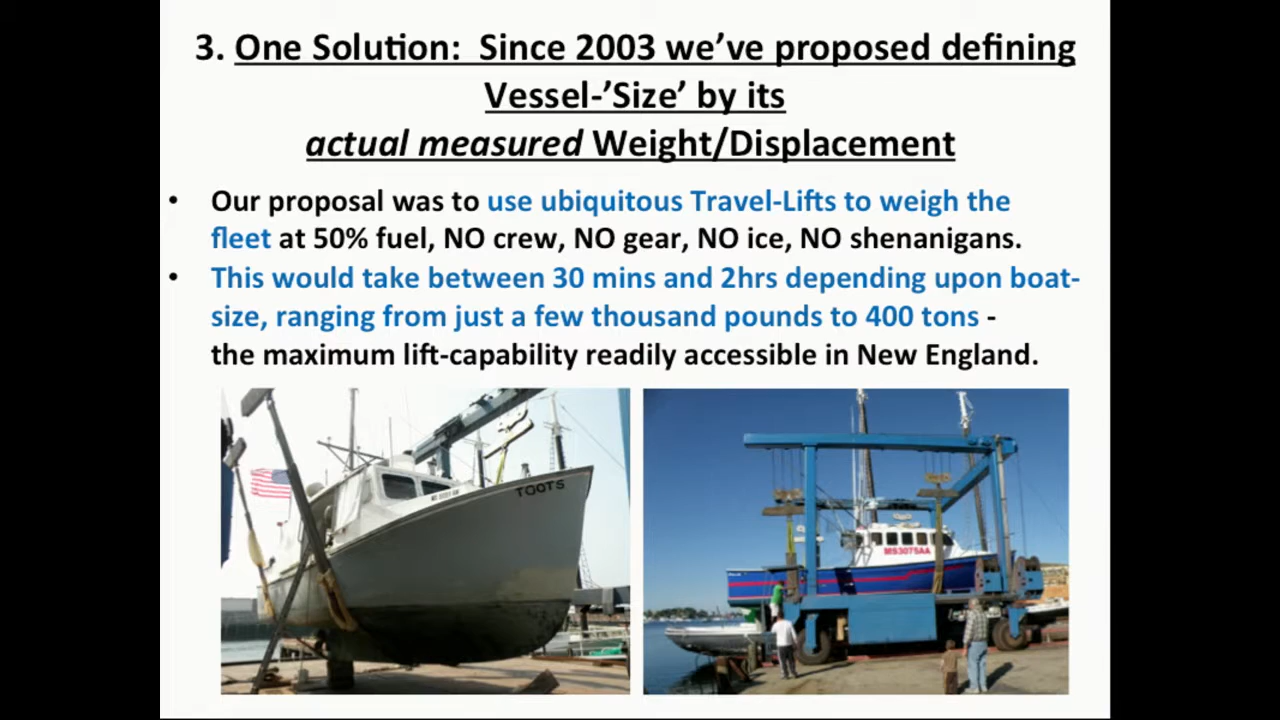 3. One Solution:  Since 2003 we’ve proposed defining
Vessel-’Size’ by its
actual measured Weight/Displacement
• Our proposal was to use ubiquitous Travel-Lifts to weigh the
fleet at 50% fuel, NO crew, NO gear, NO ice, NO shenanigans.
• This would take between 30 mins and 2hrs depending upon boat-
size, ranging from just a few thousand pounds to 400 tons -
the maximum lift-capability readily accessible in New England.
TOOTS
MS3075AA